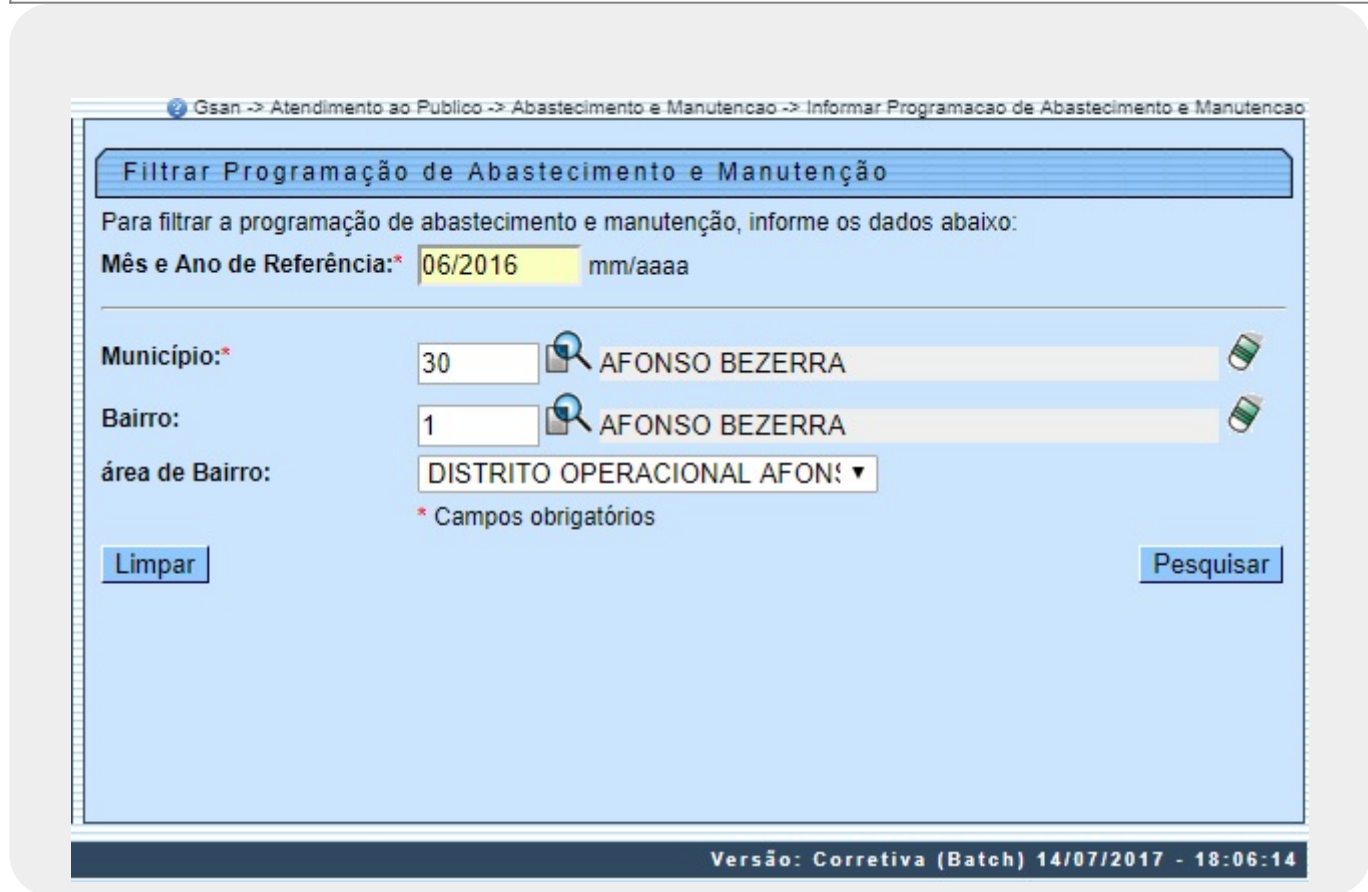 Gsan -> Atendimento ao Publico -> Abastecimento e Manutencao -> Informar Programacao de Abastecimento e Manutencao
Filtrar Programação de Abastecimento e Manutenção
Para filtrar a programação de abastecimento e manutenção, informe os dados abaixo:
Mês e Ano de Referência:* 06/2016 mm/aaaa
Município:* 30 AFONSO BEZERRA
Bairro: 1 AFONSO BEZERRA
área de Bairro: DISTRITO OPERACIONAL
* Campos obrigatórios
Limpar Pesquisar
Versão: Corretiva (Batch) 14/07/2017 - 18:06:14